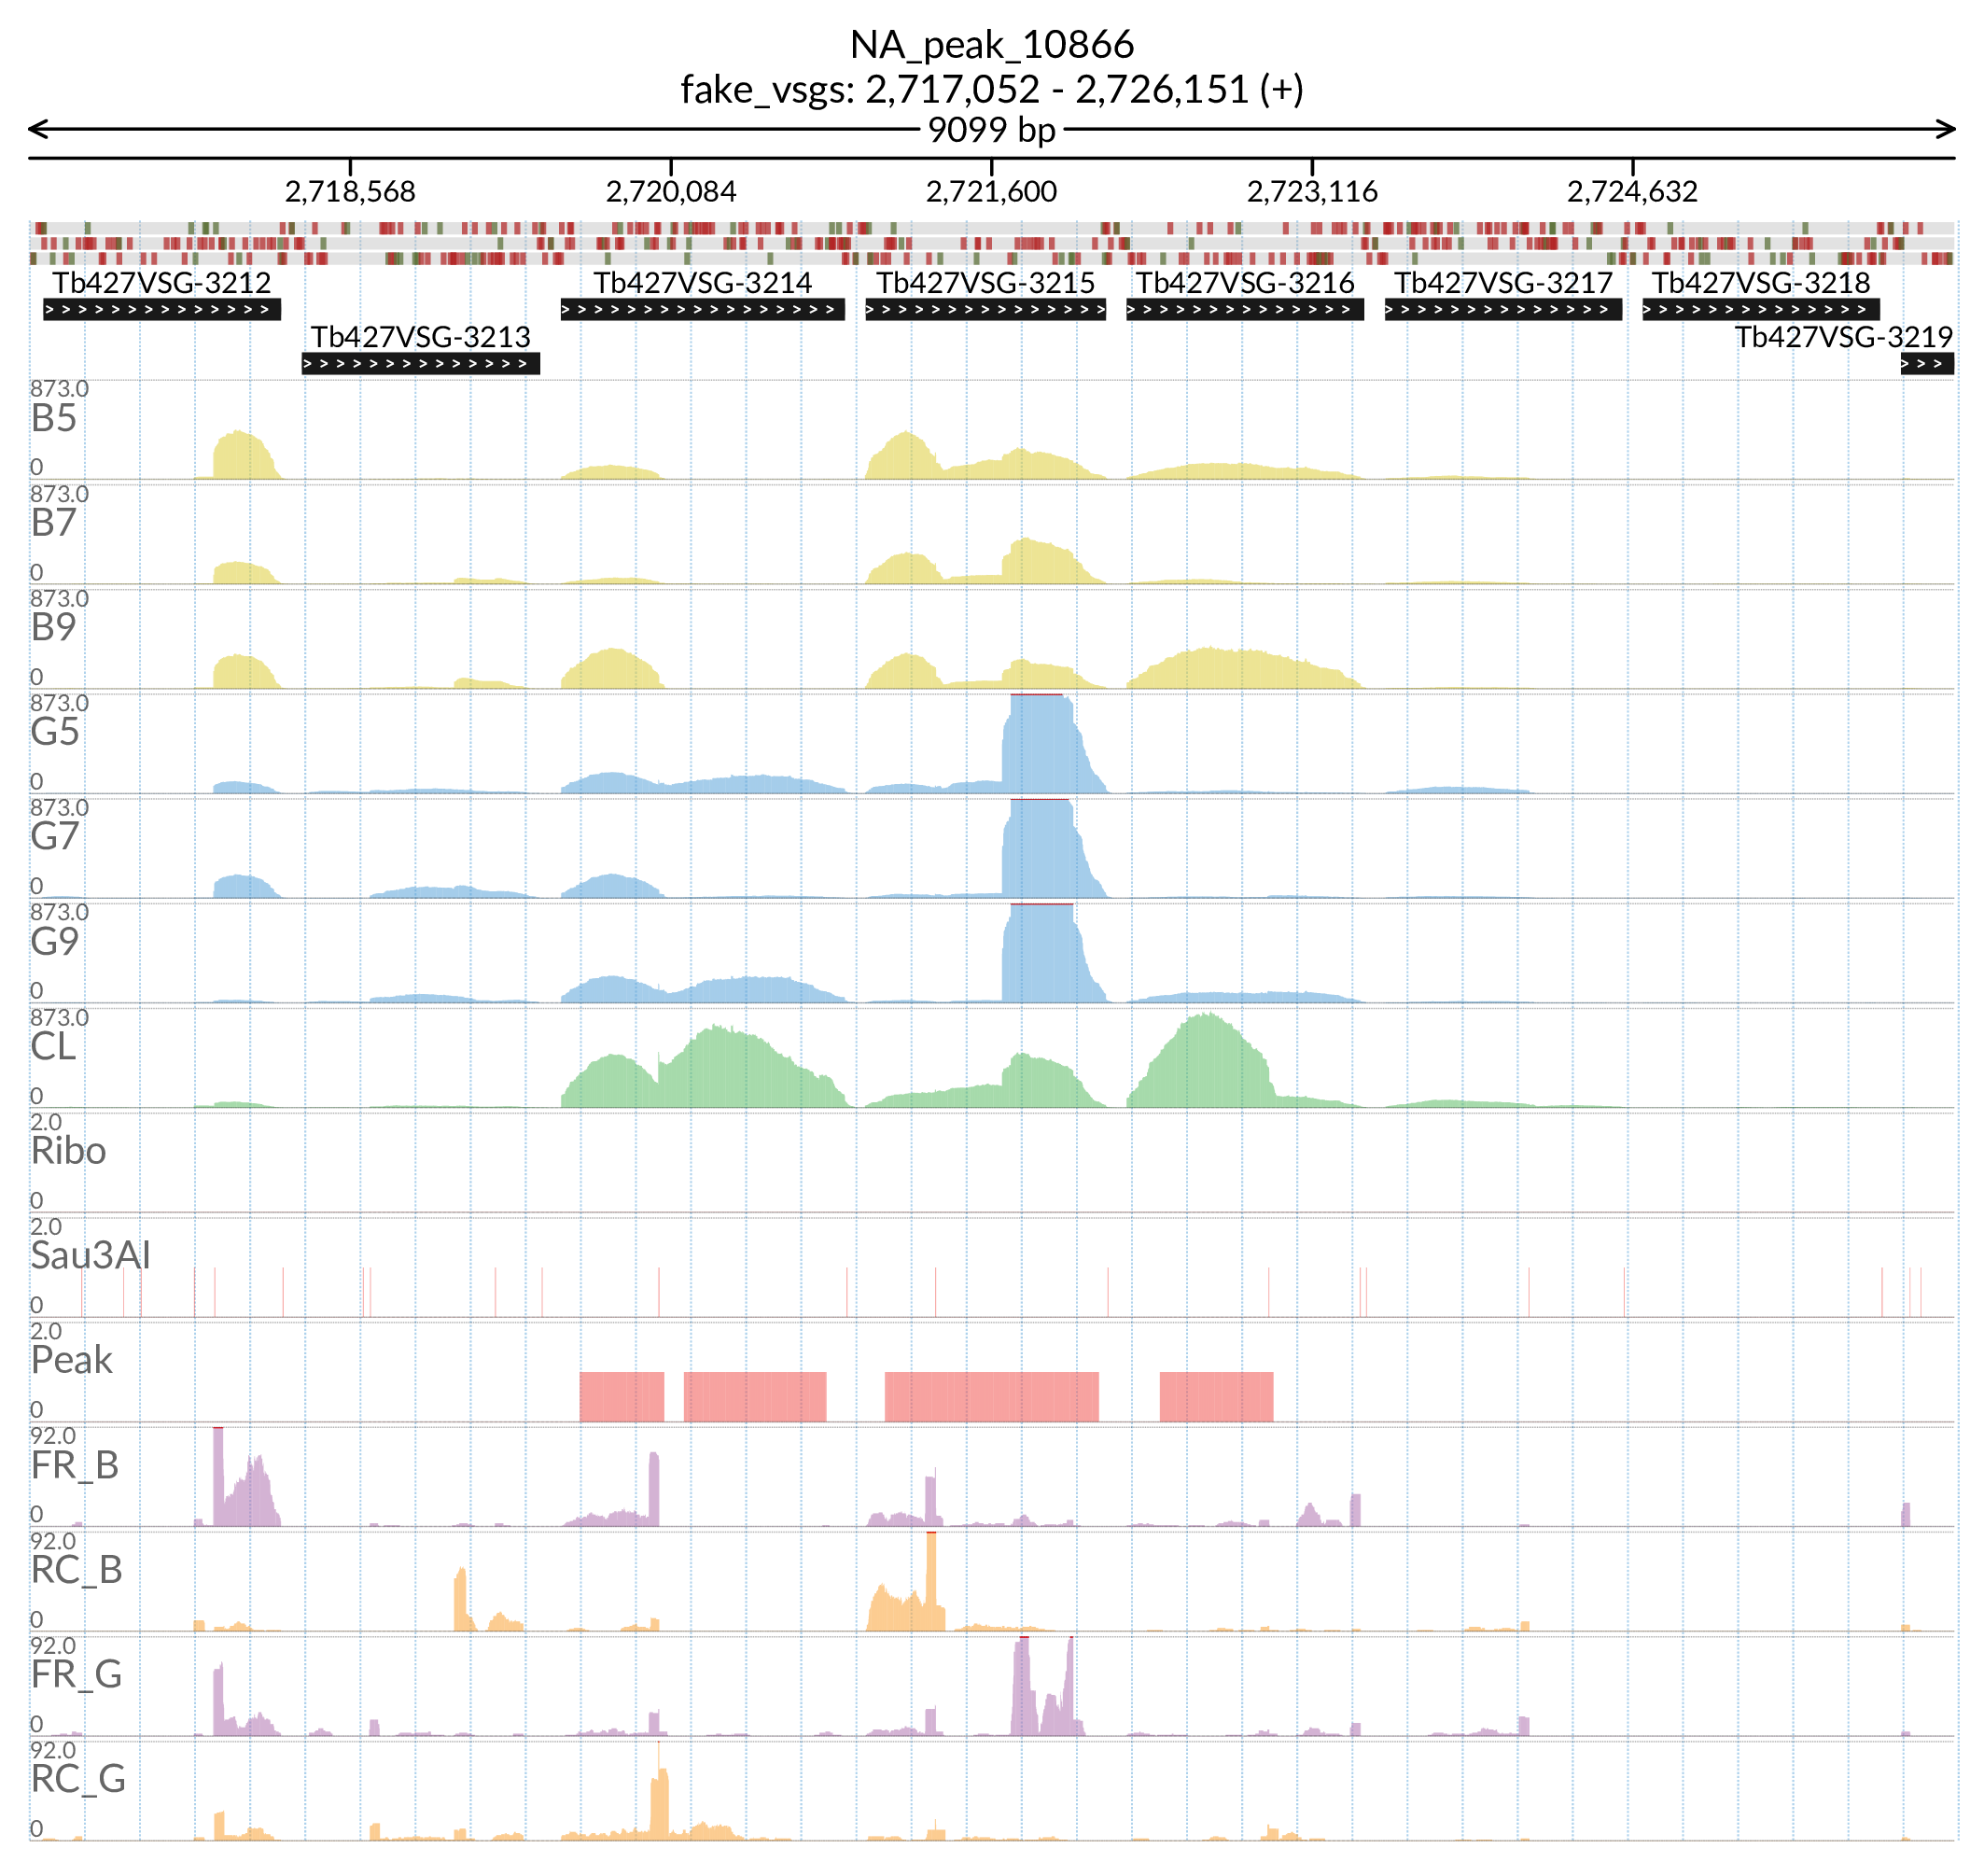 NA_peak_10866
fake_vsgs: 2,717,052 - 2,726,151 (+)
9099 bp
2,718,568 2,720,084 2,721,600 2,723,116 2,724,632
Tb427VSG-3212 Tb427VSG-3214 Tb427VSG-3215 Tb427VSG-3216 Tb427VSG-3217 Tb427VSG-3218
Tb427VSG-3213 Tb427VSG-3219
873.0
B5
0
873.0
B7
0
873.0
B9
0
873.0
G5
0
873.0
G7
0
873.0
G9
0
873.0
CL
0
2.0
Ribo
0
2.0
Sau3AI
0
2.0
Peak
0
92.0
FR_B
0
92.0
RC_B
0
92.0
FR_G
0
92.0
RC_G
0